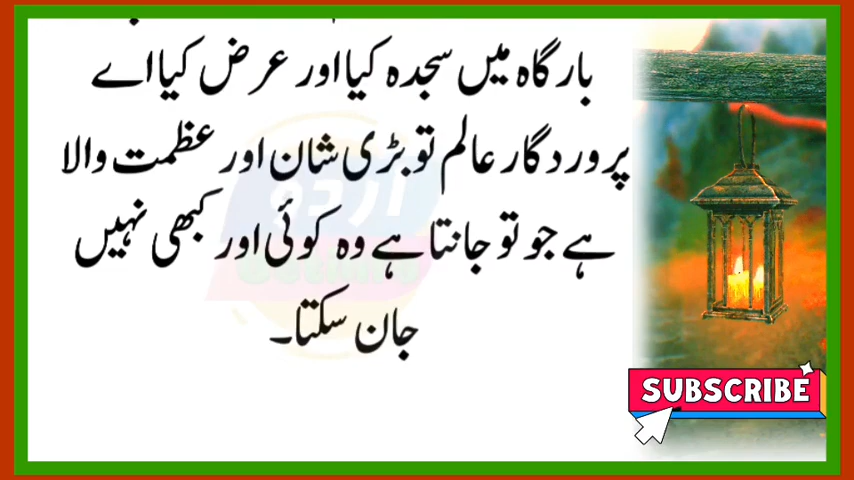 بارگاہ میں سجدہ کیا اور عرض کیا اے
پروردگار عالم تو بڑی شان اور عظمت والا
ہے جو تو جانتا ہے وہ کوئی اور کبھی نہیں
جان سکتا۔
اردو
SUBSCRIBE